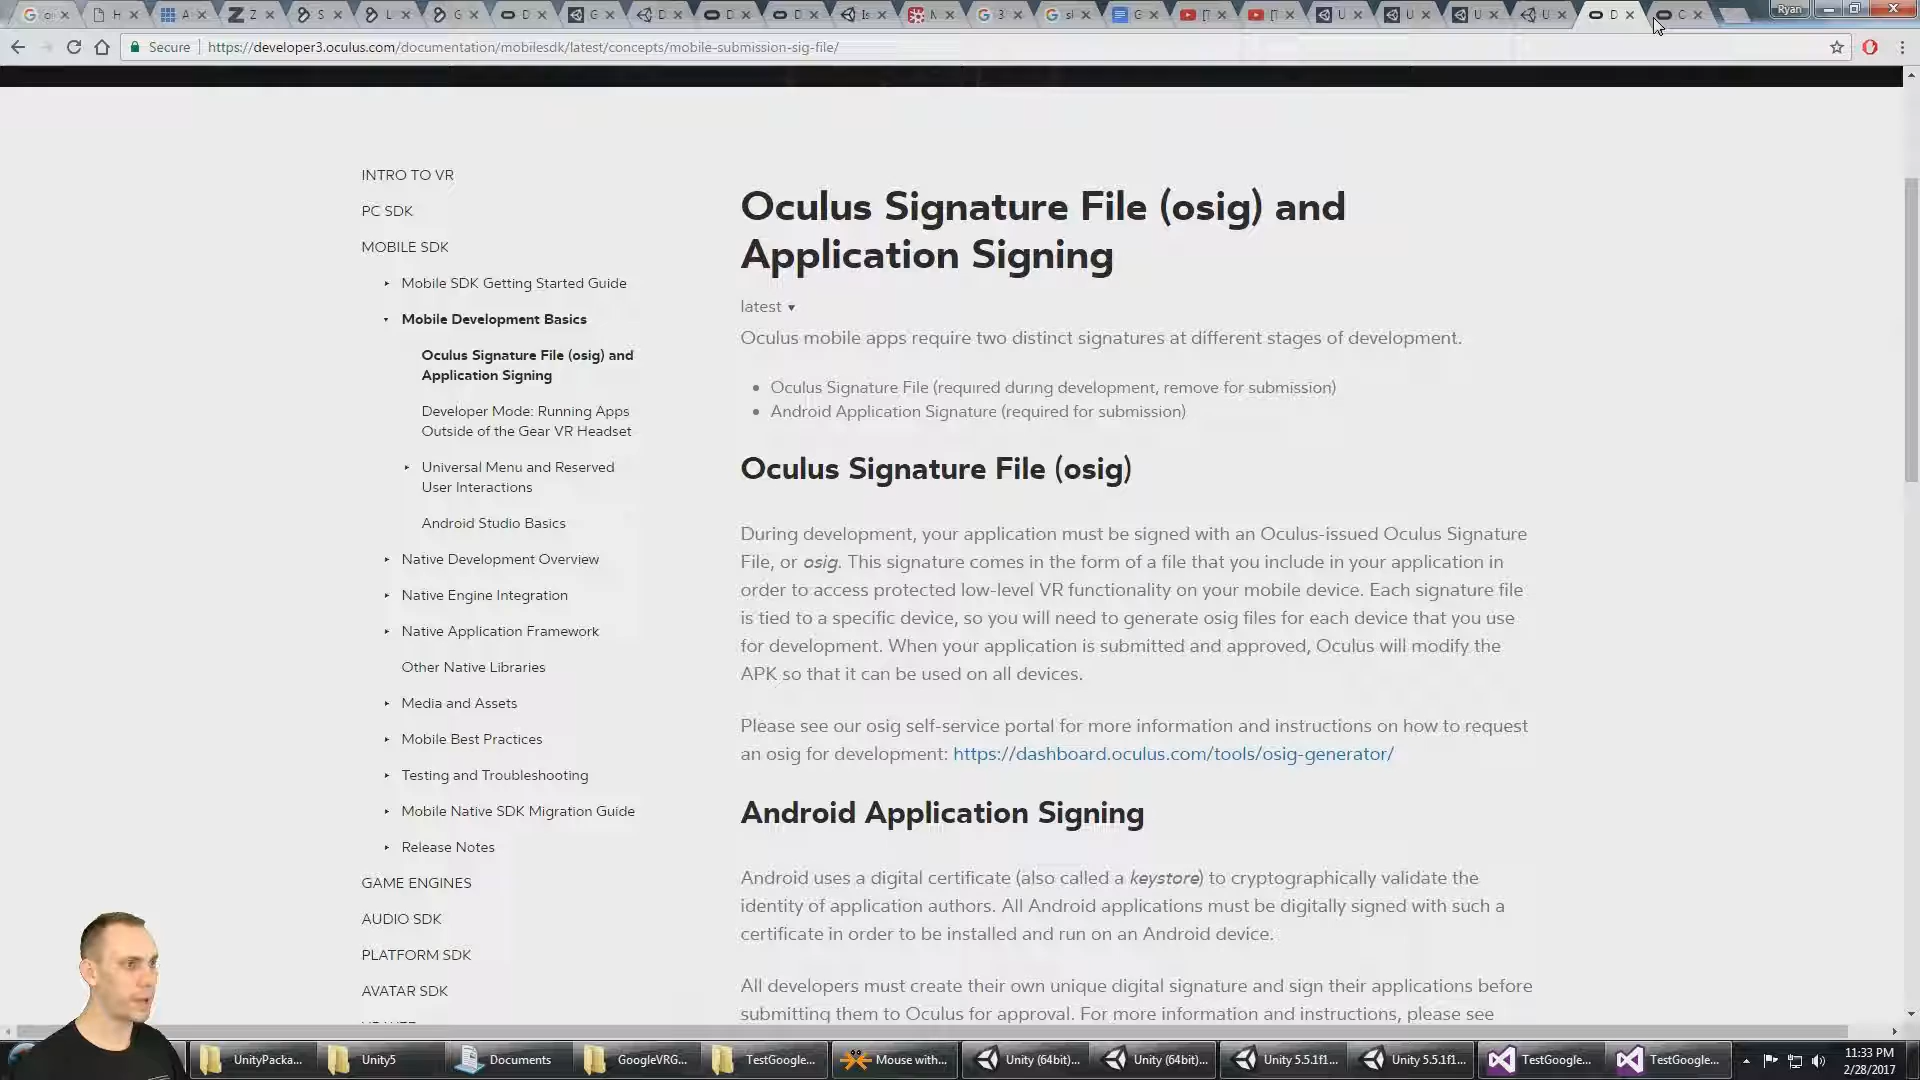 Ryan
Secure
https://developer3.oculus.com/documentation/mobilesdk/latest/concepts/mobile-submission-sig-file/
INTRO TO VR
PC SDK
MOBILE SDK
Mobile SDK Getting Started Guide
Mobile Development Basics
Oculus Signature File (osig) and
Application Signing
Developer Mode: Running Apps
Outside of the Gear VR Headset
Universal Menu and Reserved
User Interactions
Android Studio Basics
Native Development Overview
Native Engine Integration
Native Application Framework
Other Native Libraries
Media and Assets
Mobile Best Practices
Testing and Troubleshooting
Mobile Native SDK Migration Guide
Release Notes
GAME ENGINES
AUDIO SDK
PLATFORM SDK
AVATAR SDK
Oculus Signature File (osig) and
Application Signing
latest
Oculus mobile apps require two distinct signatures at different stages of development.
• Oculus Signature File (required during development, remove for submission)
• Android Application Signature (required for submission)
Oculus Signature File (osig)
During development, your application must be signed with an Oculus-issued Oculus Signature
File, or osig. This signature comes in the form of a file that you include in your application in
order to access protected low-level VR functionality on your mobile device. Each signature file
is tied to a specific device, so you will need to generate osig files for each device that you use
for development. When your application is submitted and approved, Oculus will modify the
APK so that it can be used on all devices.
Please see our osig self-service portal for more information and instructions on how to request
an osig for development: https://dashboard.oculus.com/tools/osig-generator/
Android Application Signing
Android uses a digital certificate (also called a keystore) to cryptographically validate the
identity of application authors. All Android applications must be digitally signed with such a
certificate in order to be installed and run on an Android device.
All developers must create their own unique digital signature and sign their applications before
submitting them to Oculus for approval. For more information and instructions, please see
UnityPacka...
Unity5
Documents
GoogleVRG...
TestGoogle...
Mouse with...
Unity (64bit)...
Unity (64bit)...
Unity 5.5.1f1...
Unity 5.5.1f1...
TestGoogle...
TestGoogle...
11:33 PM
2/28/2017